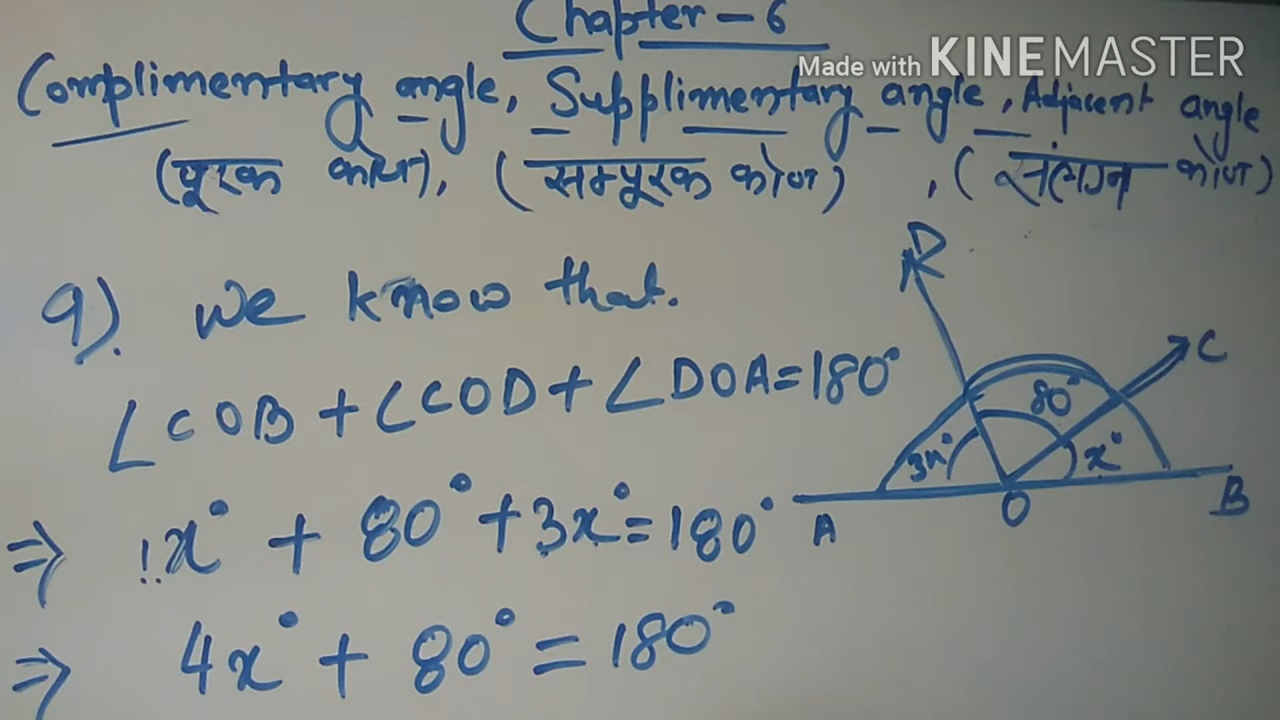 Chapter - 6
Made with KINEMASTER
Complimentary angle, Supplimentary angle, Adjacent angle
(पूरक कोण), (सम्पूरक कोण), (संलग्न कोण)
9). We know that.
∠COB + ∠COD + ∠DOA = 180°
⇒ 1x° + 80° + 3x° = 180°
⇒ 4x° + 80° = 180°
D
C
80°
3x°
x°
A
O
B